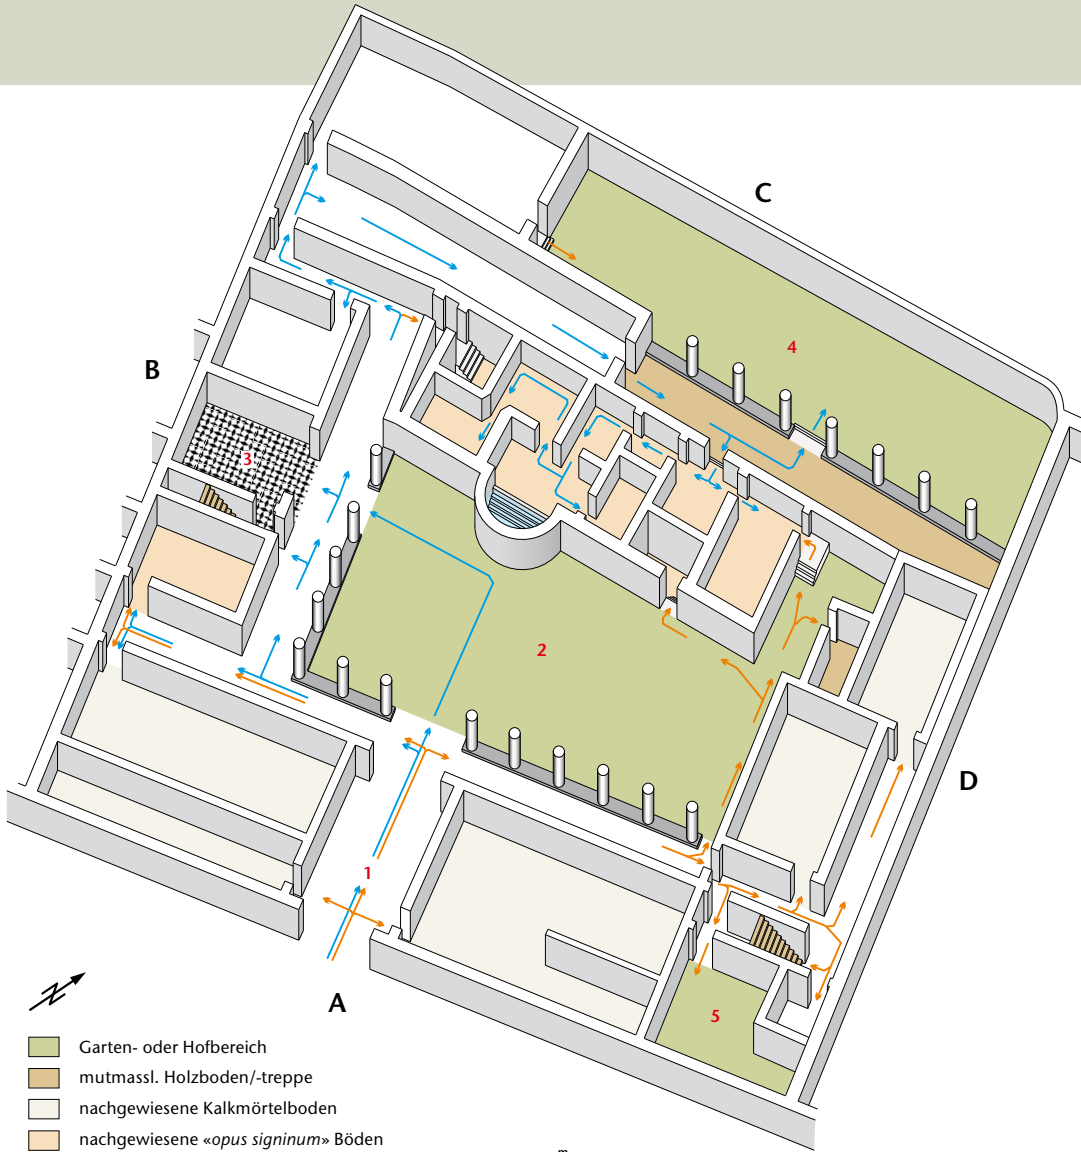 C
B
4
3
2
D
1
A
5
Garten- oder Hofbereich
mutmassl. Holzboden/-treppe
nachgewiesene Kalkmörtelboden
nachgewiesene «opus signinum» Böden
m